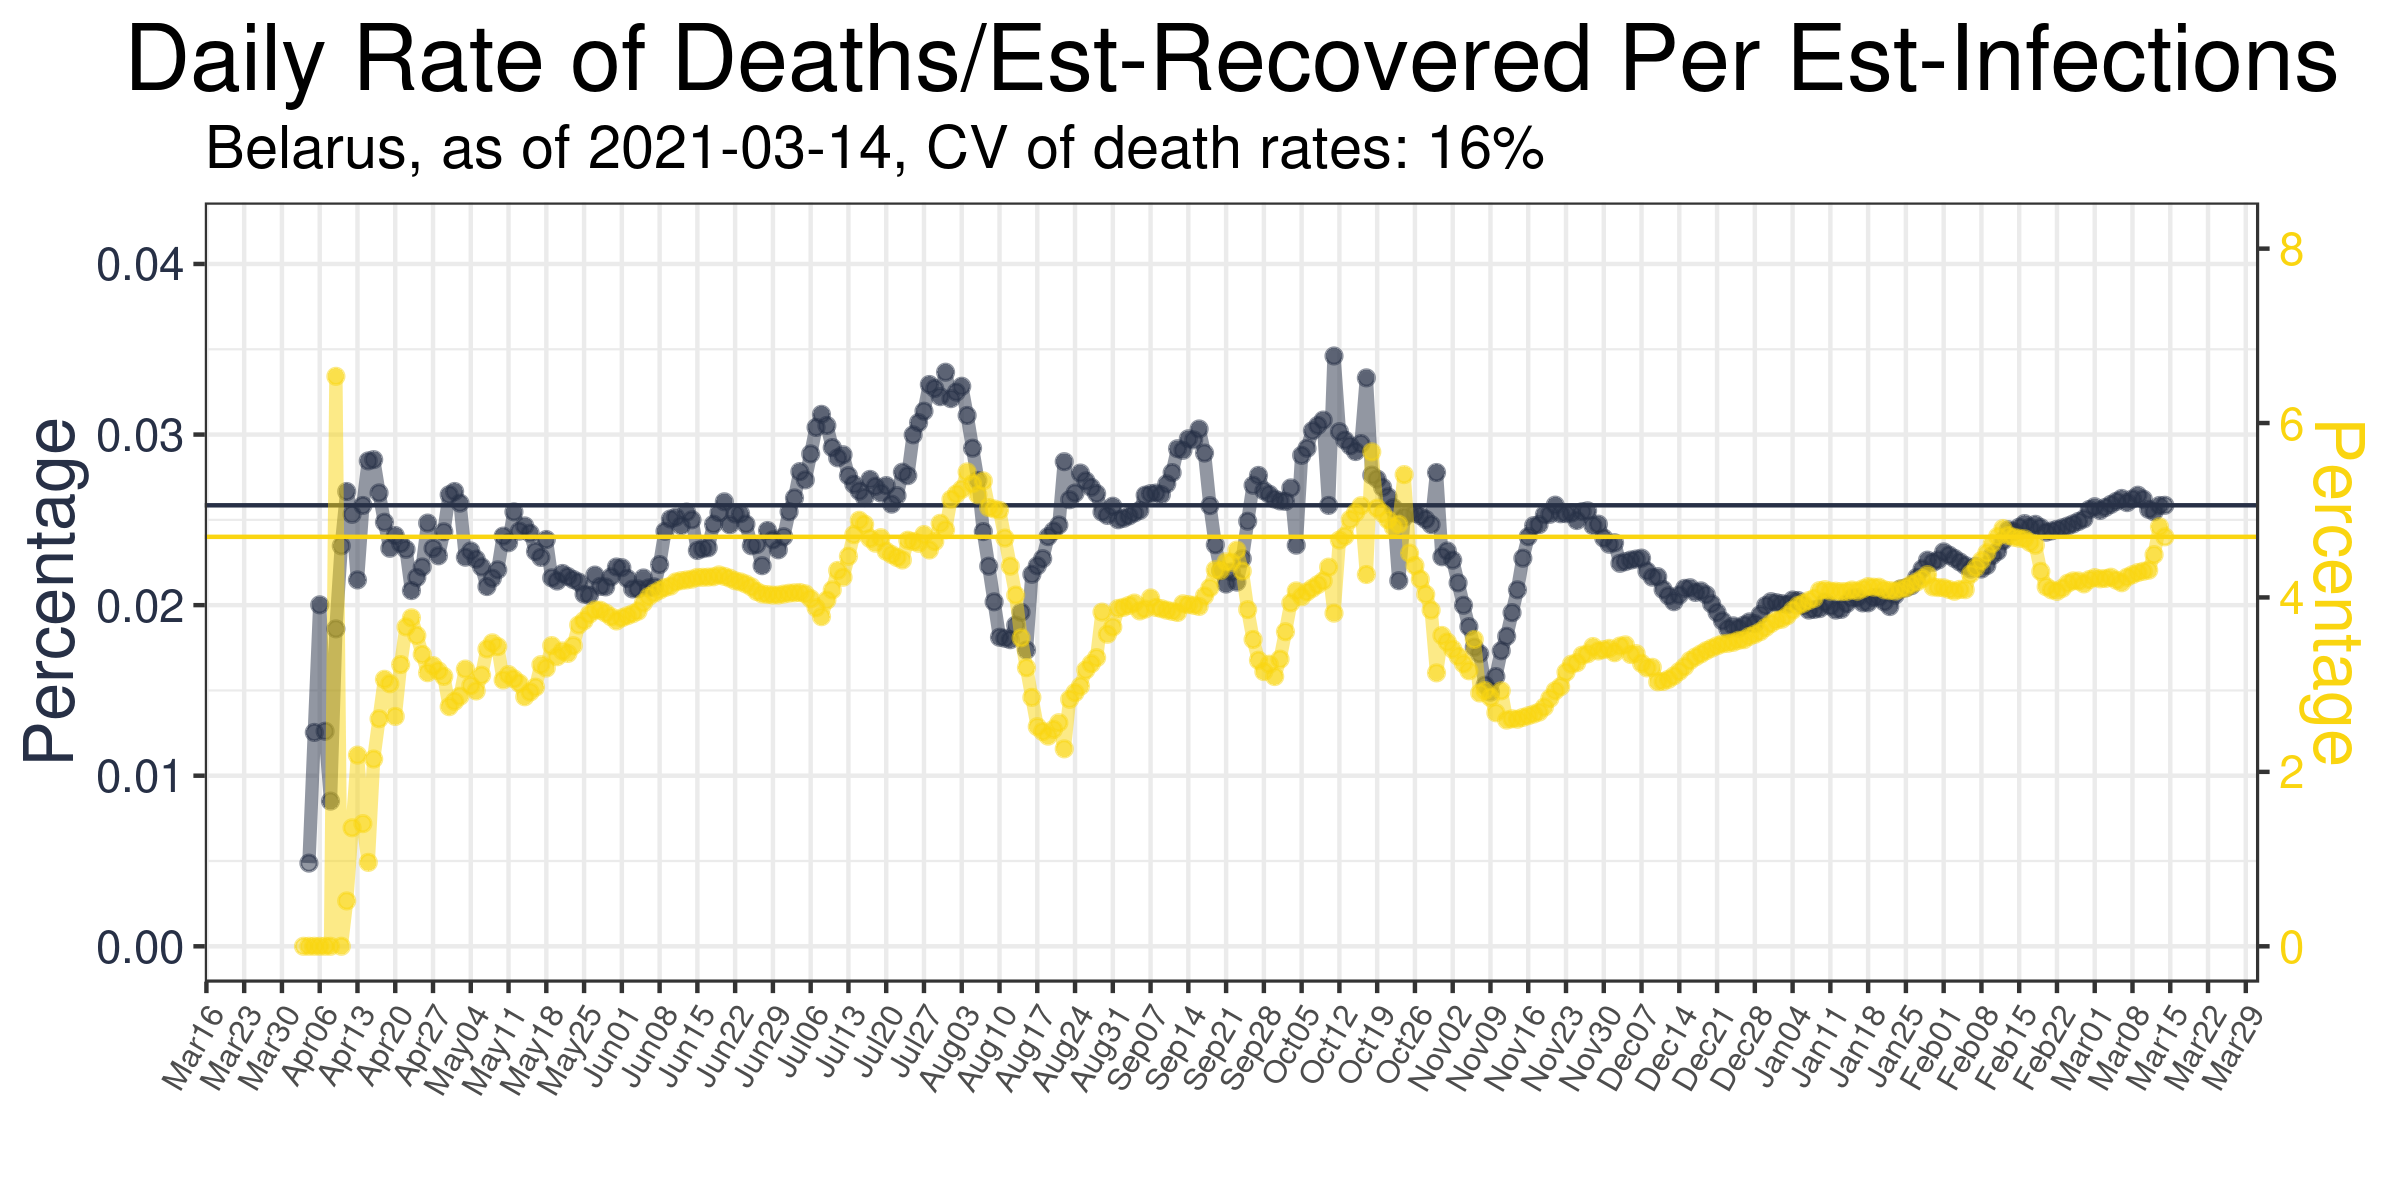 Daily Rate of Deaths/Est-Recovered Per Est-Infections
Belarus, as of 2021-03-14, CV of death rates: 16%
Percentage
0.04
0.03
0.02
0.01
0.00
8
6
4
2
0
Percentage
Mar16 Mar23 Mar30 Apr06 Apr13 Apr20 Apr27 May04 May11 May18 May25 Jun01 Jun08 Jun15 Jun22 Jun29 Jul06 Jul13 Jul20 Jul27 Aug03 Aug10 Aug17 Aug24 Aug31 Sep07 Sep14 Sep21 Sep28 Oct05 Oct12 Oct19 Oct26 Nov02 Nov09 Nov16 Nov23 Nov30 Dec07 Dec14 Dec21 Dec28 Jan04 Jan11 Jan18 Jan25 Feb01 Feb08 Feb15 Feb22 Mar01 Mar08 Mar15 Mar22 Mar29